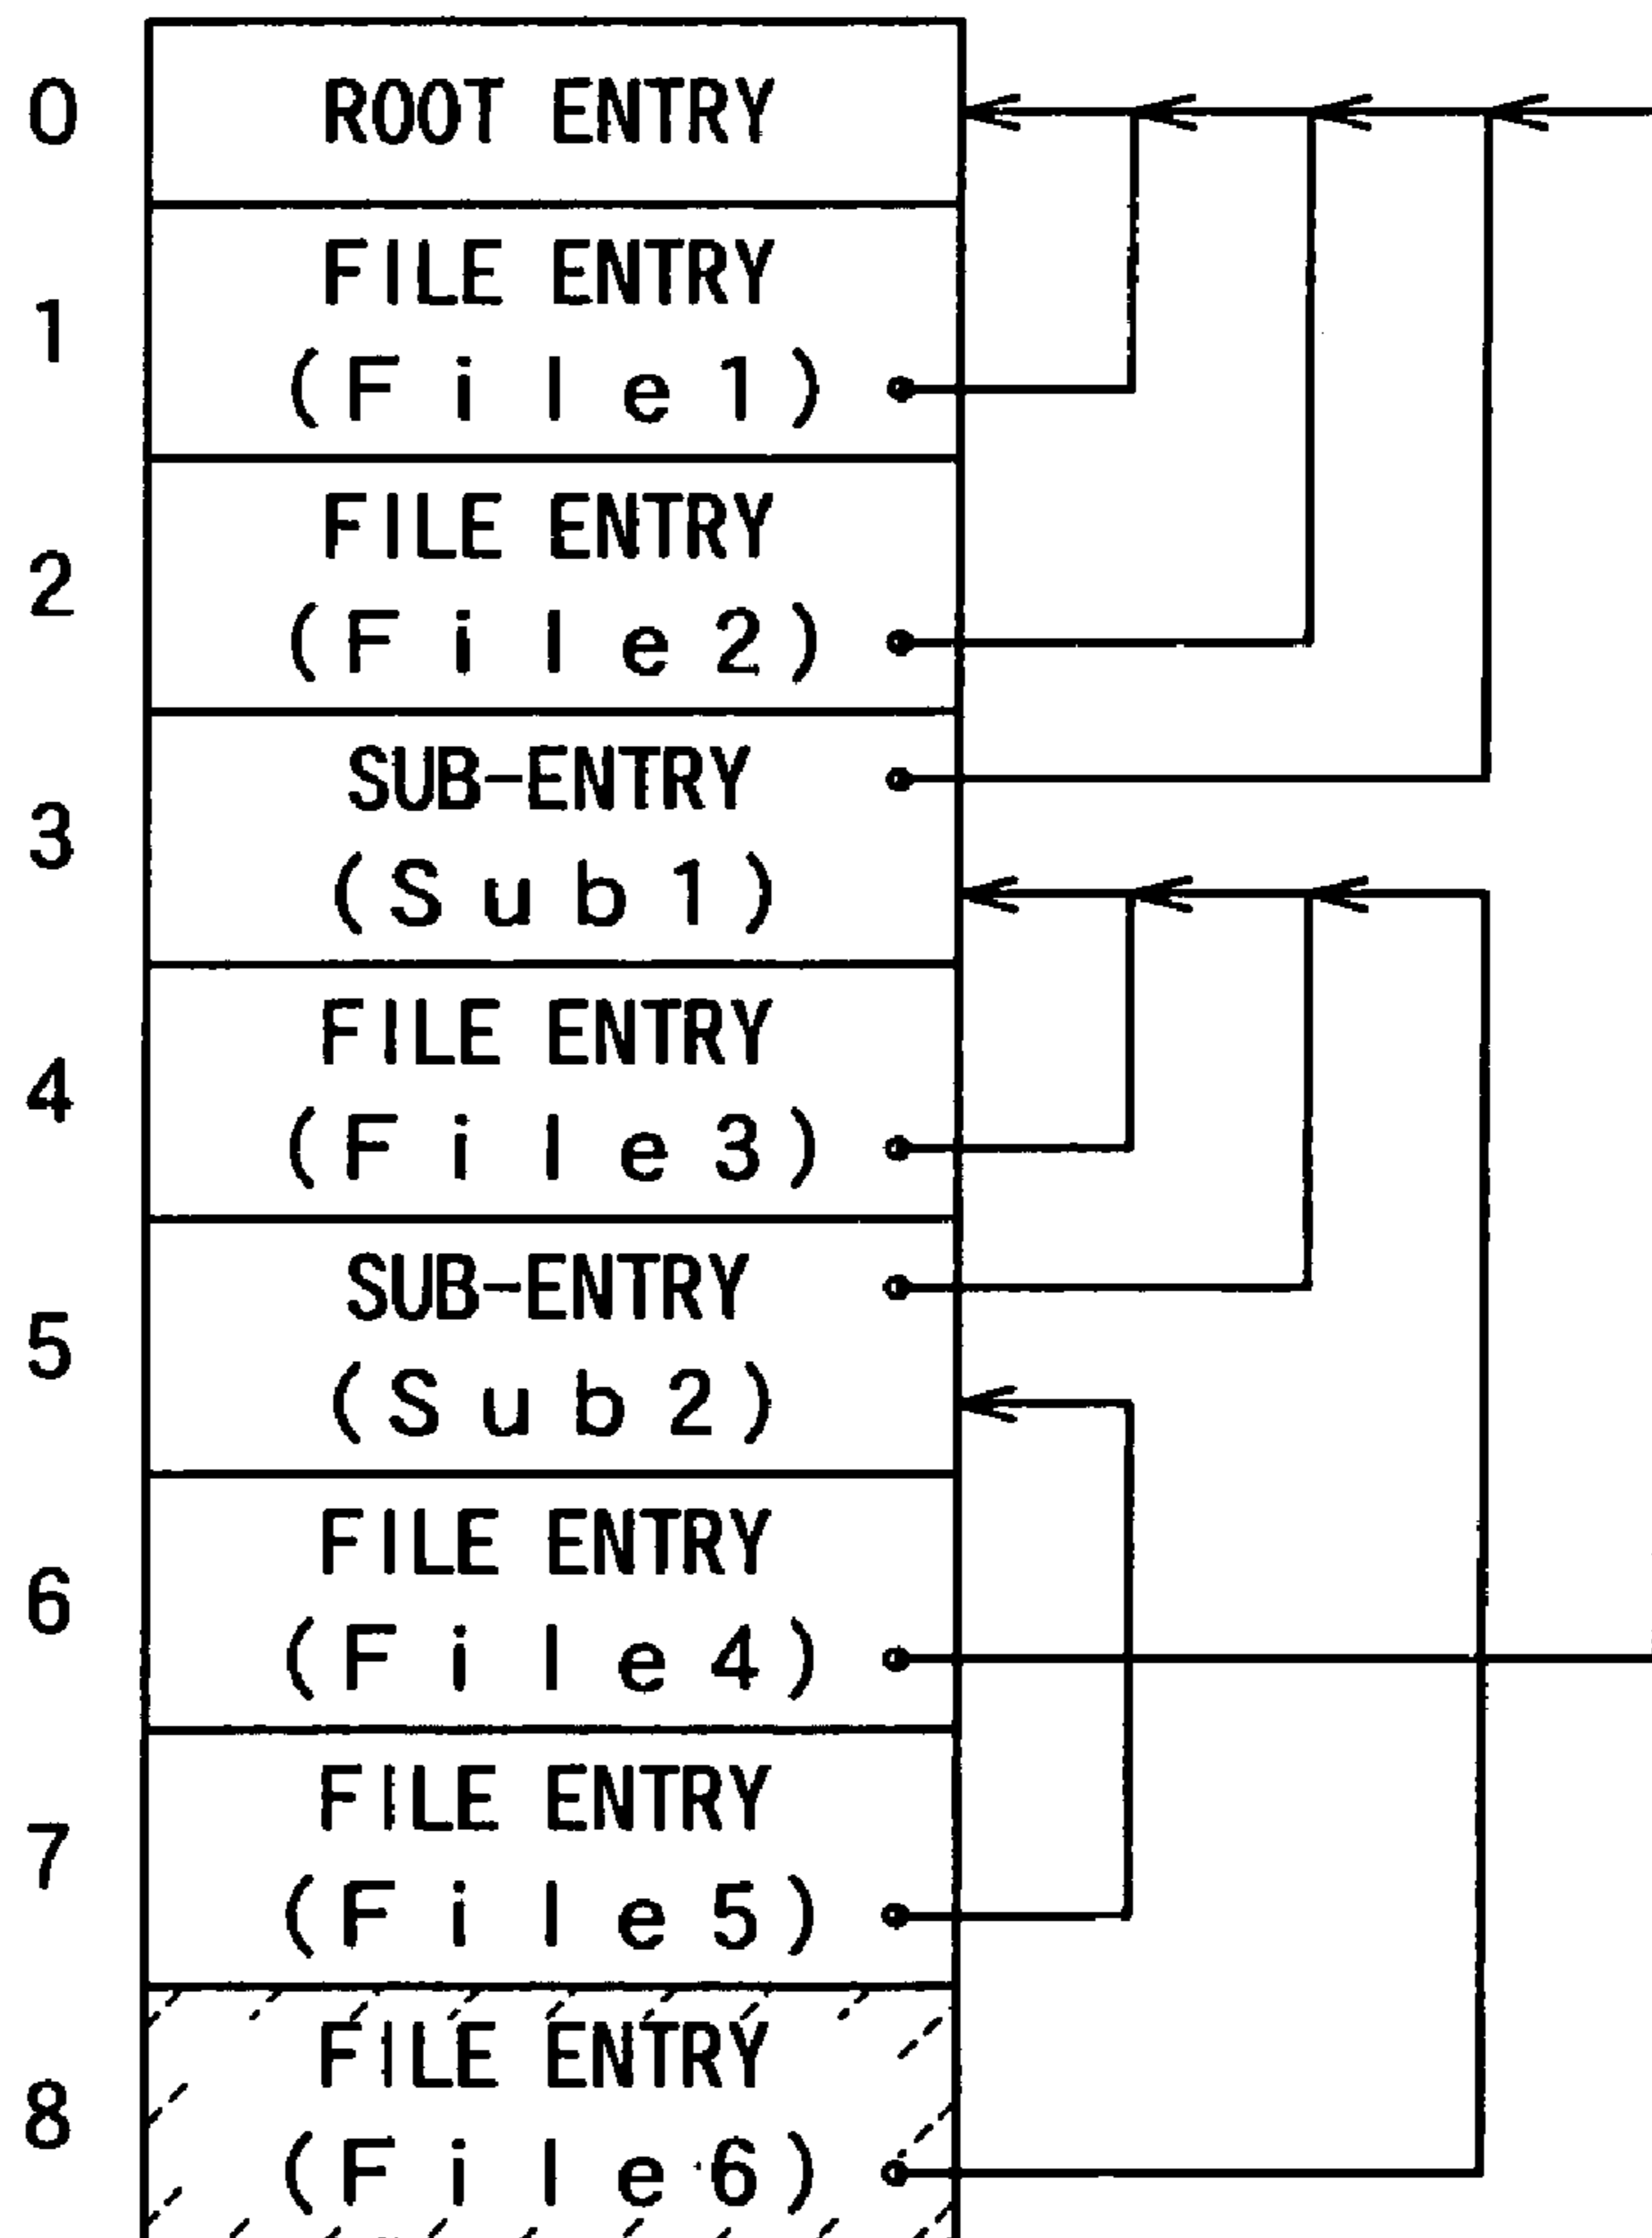 0 ROOT ENTRY
1 FILE ENTRY
(File1)
2 FILE ENTRY
(File2)
3 SUB-ENTRY
(Sub1)
4 FILE ENTRY
(File3)
5 SUB-ENTRY
(Sub2)
6 FILE ENTRY
(File4)
7 FILE ENTRY
(File5)
8 FILE ENTRY
(File6)